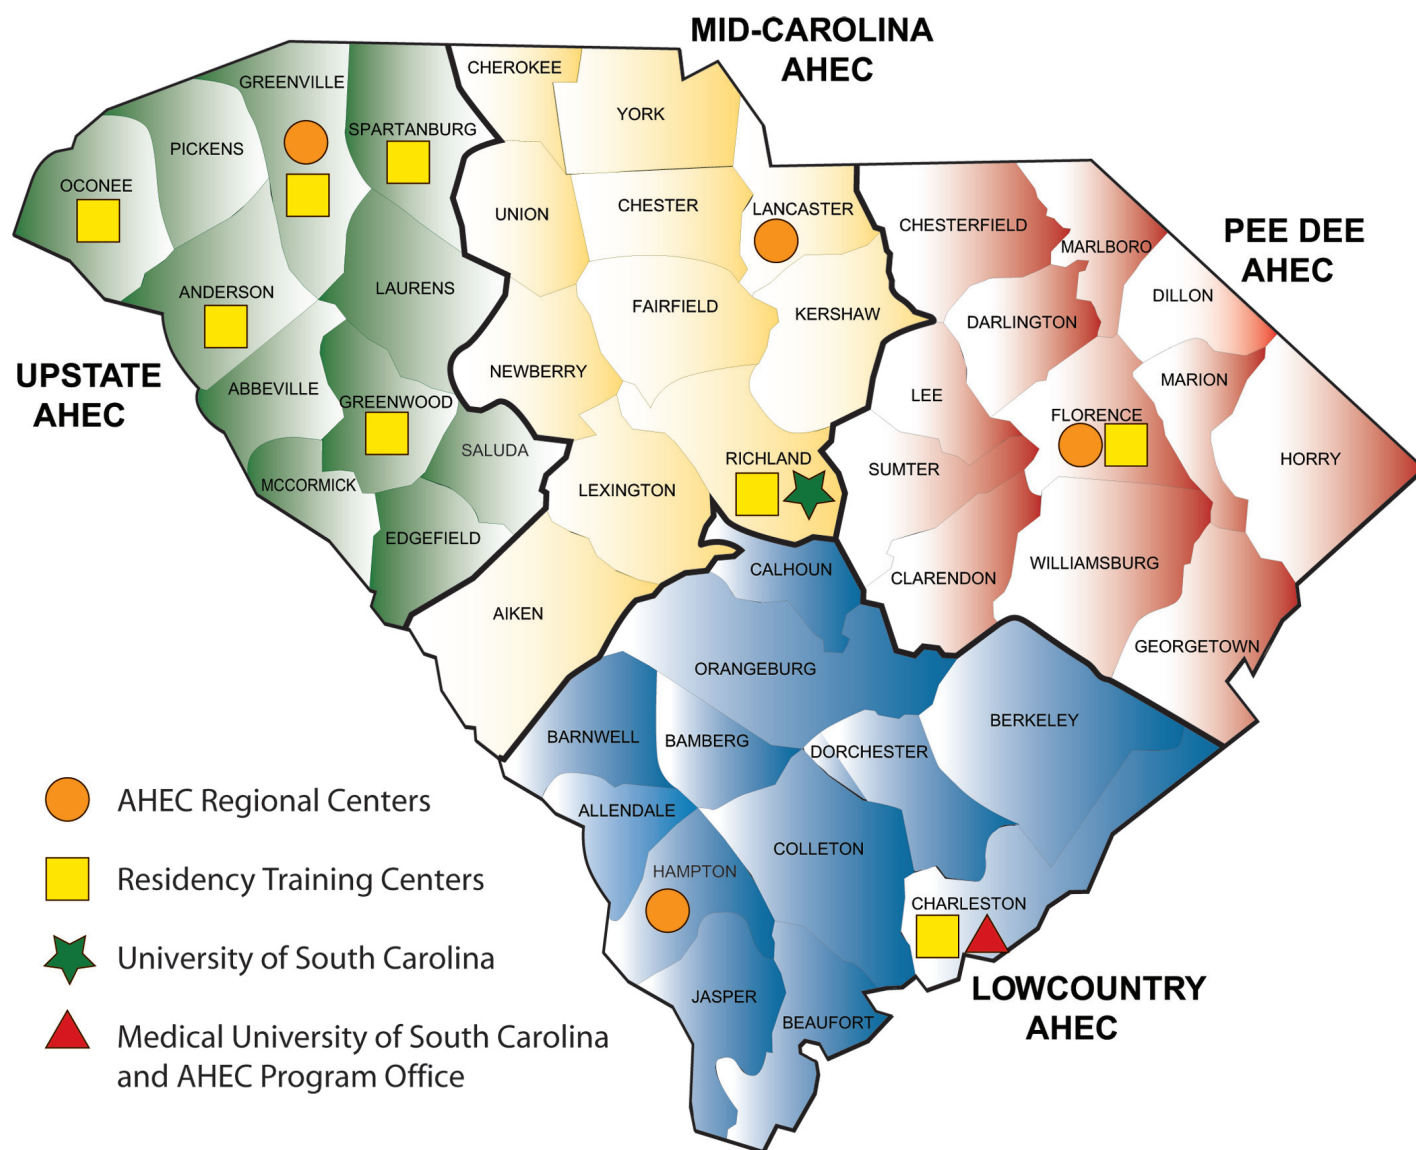 MID-CAROLINA
AHEC
CHEROKEE
GREENVILLE
YORK
SPARTANBURG
PICKENS
OCONEE
UNION
CHESTER
LANCASTER
CHESTERFIELD
MARLBORO
PEE DEE
AHEC
ANDERSON
LAURENS
FAIRFIELD
KERSHAW
DARLINGTON
DILLON
UPSTATE
AHEC
ABBEVILLE
GREENWOOD
NEWBERRY
LEE
MARION
FLORENCE
SALUDA
MCCORMICK
RICHLAND
SUMTER
HORRY
LEXINGTON
EDGEFIELD
CALHOUN
CLARENDON
WILLIAMSBURG
AIKEN
ORANGEBURG
GEORGETOWN
BARNWELL
BAMBERG
DORCHESTER
BERKELEY
ALLENDALE
COLLETON
HAMPTON
CHARLESTON
JASPER
BEAUFORT
LOWCOUNTRY
AHEC
AHEC Regional Centers
Residency Training Centers
University of South Carolina
Medical University of South Carolina
and AHEC Program Office